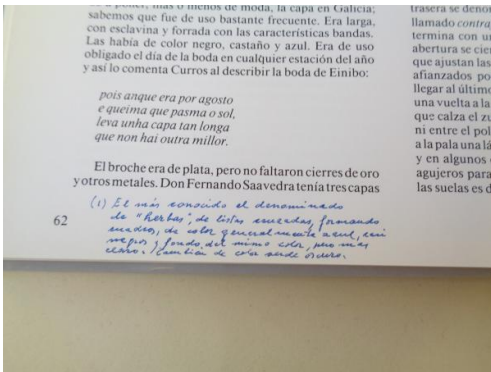 más o menos de moda, la capa en Galicia;
sabemos que fue de uso bastante frecuente. Era larga,
con esclavina y forrada con las características bandas.
Las había de color negro, castaño y azul. Era de uso
obligado el día de la boda en cualquier estación del año
y así lo comenta Curros al describir la boda de Einibo:
pois anque era por agosto
e queima que pasma o sol,
leva unha capa tan longa
que non hai outra millor.
El broche era de plata, pero no faltaron cierres de oro
y otros metales. Don Fernando Saavedra tenía tres capas
(1) El más conocido el denominado
de "herbas", de listas cruzadas, formando
cuadros, de color generalmente azul, casi
negros y fondo del mismo color, pero más
claro. También de color verde oscuro.
62
trasera se deno
llamado contra
termina con u
abertura se cie
que ajustan las
afianzados po
llegar al último
una vuelta a la
que calza el zu
ni entre el pol
a la pala una lá
y en algunos
agujeros para
las suelas es d